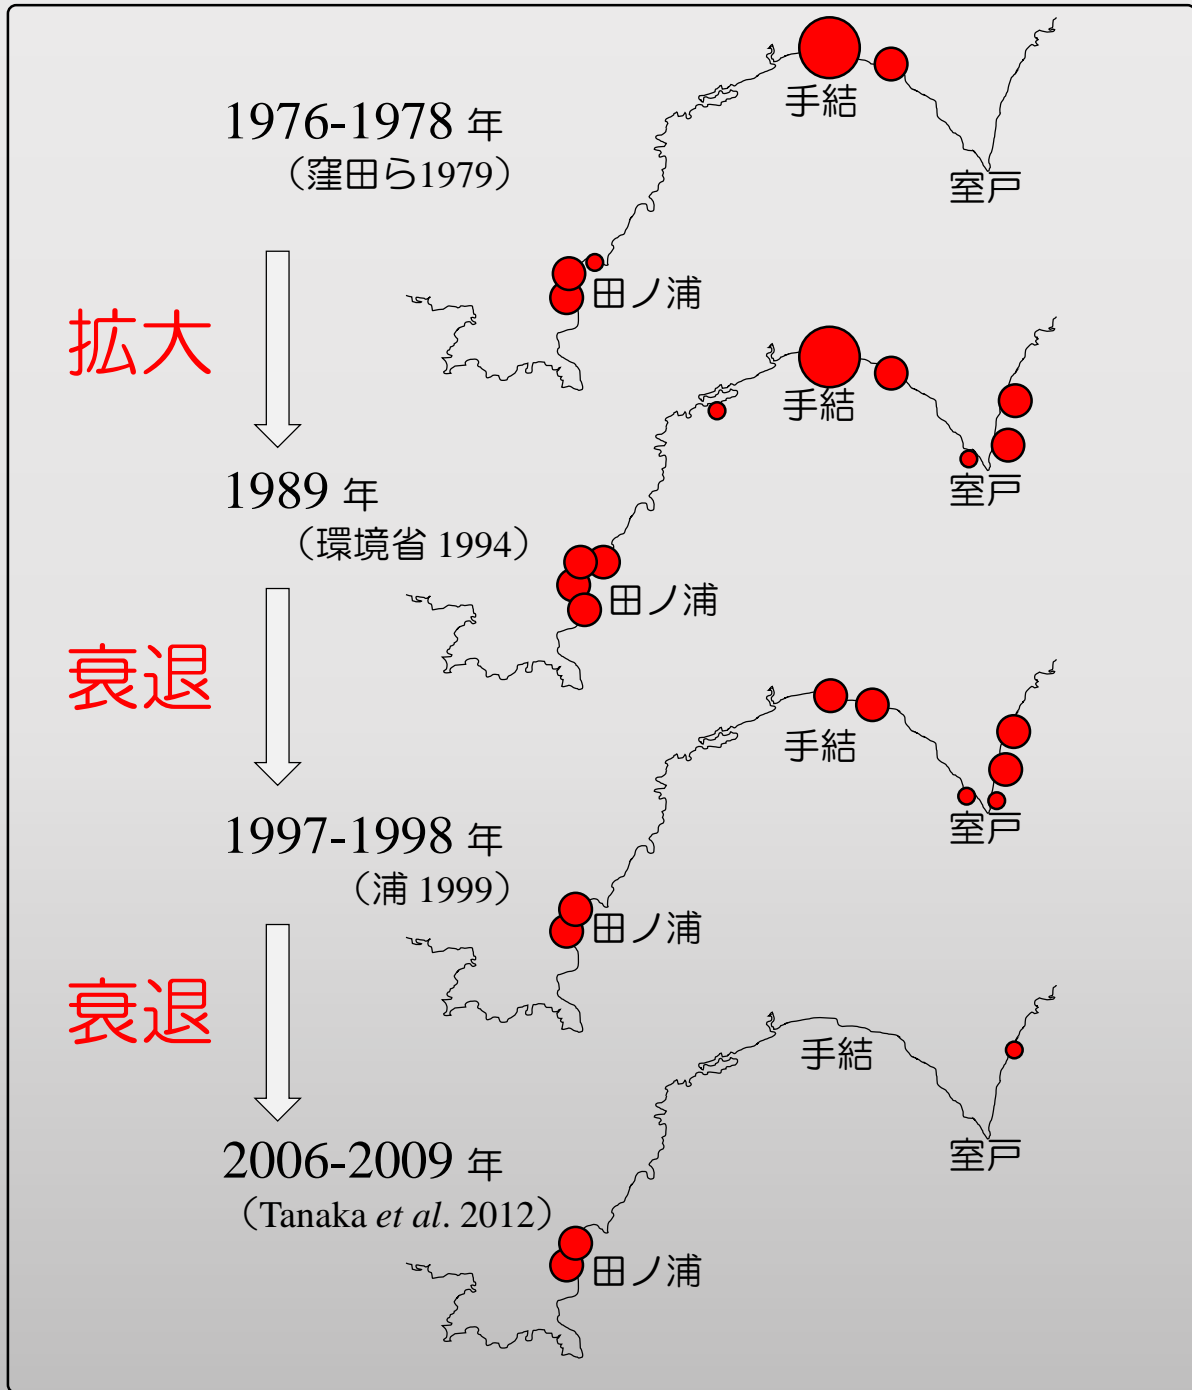 手結
1976-1978 年
（窪田ら1979）
室戸
田ノ浦
拡大
手結
1989 年
室戸
（環境省 1994）
田ノ浦
衰退
手結
1997-1998 年
室戸
（浦 1999）
田ノ浦
衰退
手結
2006-2009 年
室戸
（Tanaka et al. 2012）
田ノ浦